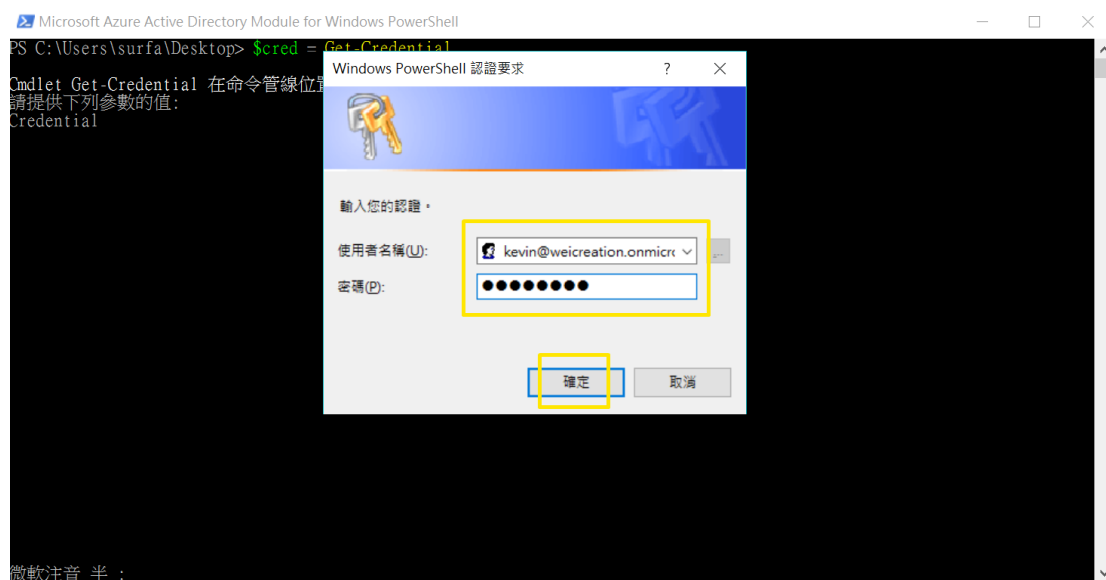 Microsoft Azure Active Directory Module for Windows PowerShell
PS C:\Users\surfa\Desktop> $cred = Get-Credential
Cmdlet Get-Credential 在命令管線位
請提供下列參數的值:
Credential
Windows PowerShell 認證要求
?
輸入您的認證。
使用者名稱(U):
kevin@weicreation.onmicr
...
密碼(P):
●●●●●●●●
確定
取消
微軟注音 半 :